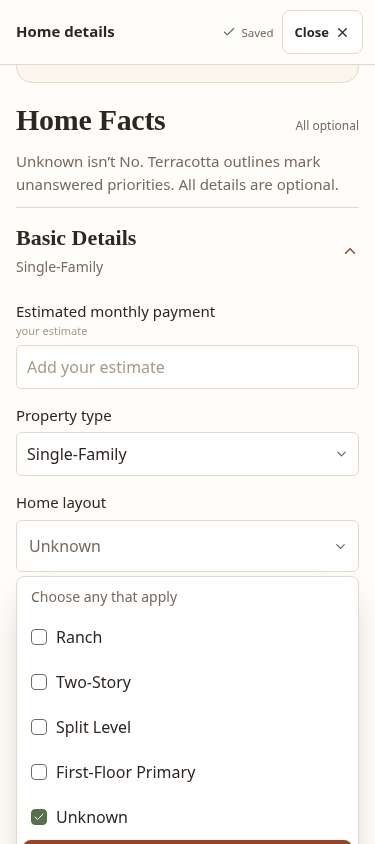 Home details
Saved
Close
Home Facts
All optional
Unknown isn’t No. Terracotta outlines mark
unanswered priorities. All details are optional.
Basic Details
Single-Family
Estimated monthly payment
your estimate
Add your estimate
Property type
Single-Family
Home layout
Unknown
Choose any that apply
Ranch
Two-Story
Split Level
First-Floor Primary
Unknown